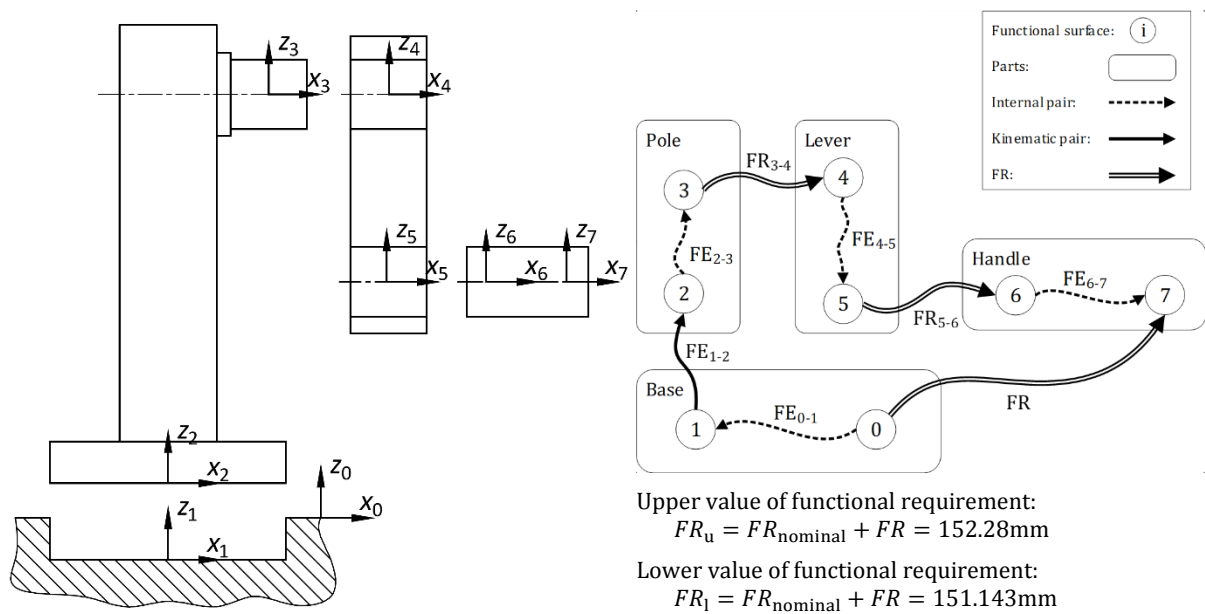 z₃
x₃
z₄
x₄
z₅
x₅
z₆
x₆
z₇
x₇
z₂
x₂
z₀
x₀
z₁
x₁
Functional surface: i
Parts:
Internal pair:
Kinematic pair:
FR:
Pole
FR₃₋₄
Lever
3
4
FE₂₋₃
FE₄₋₅
Handle
2
5
FR₅₋₆
6
FE₆₋₇
7
FE₁₋₂
Base
FE₀₋₁
FR
1
0
Upper value of functional requirement:
FRᵤ = FR_nominal + FR = 152.28mm
Lower value of functional requirement:
FRₗ = FR_nominal + FR = 151.143mm